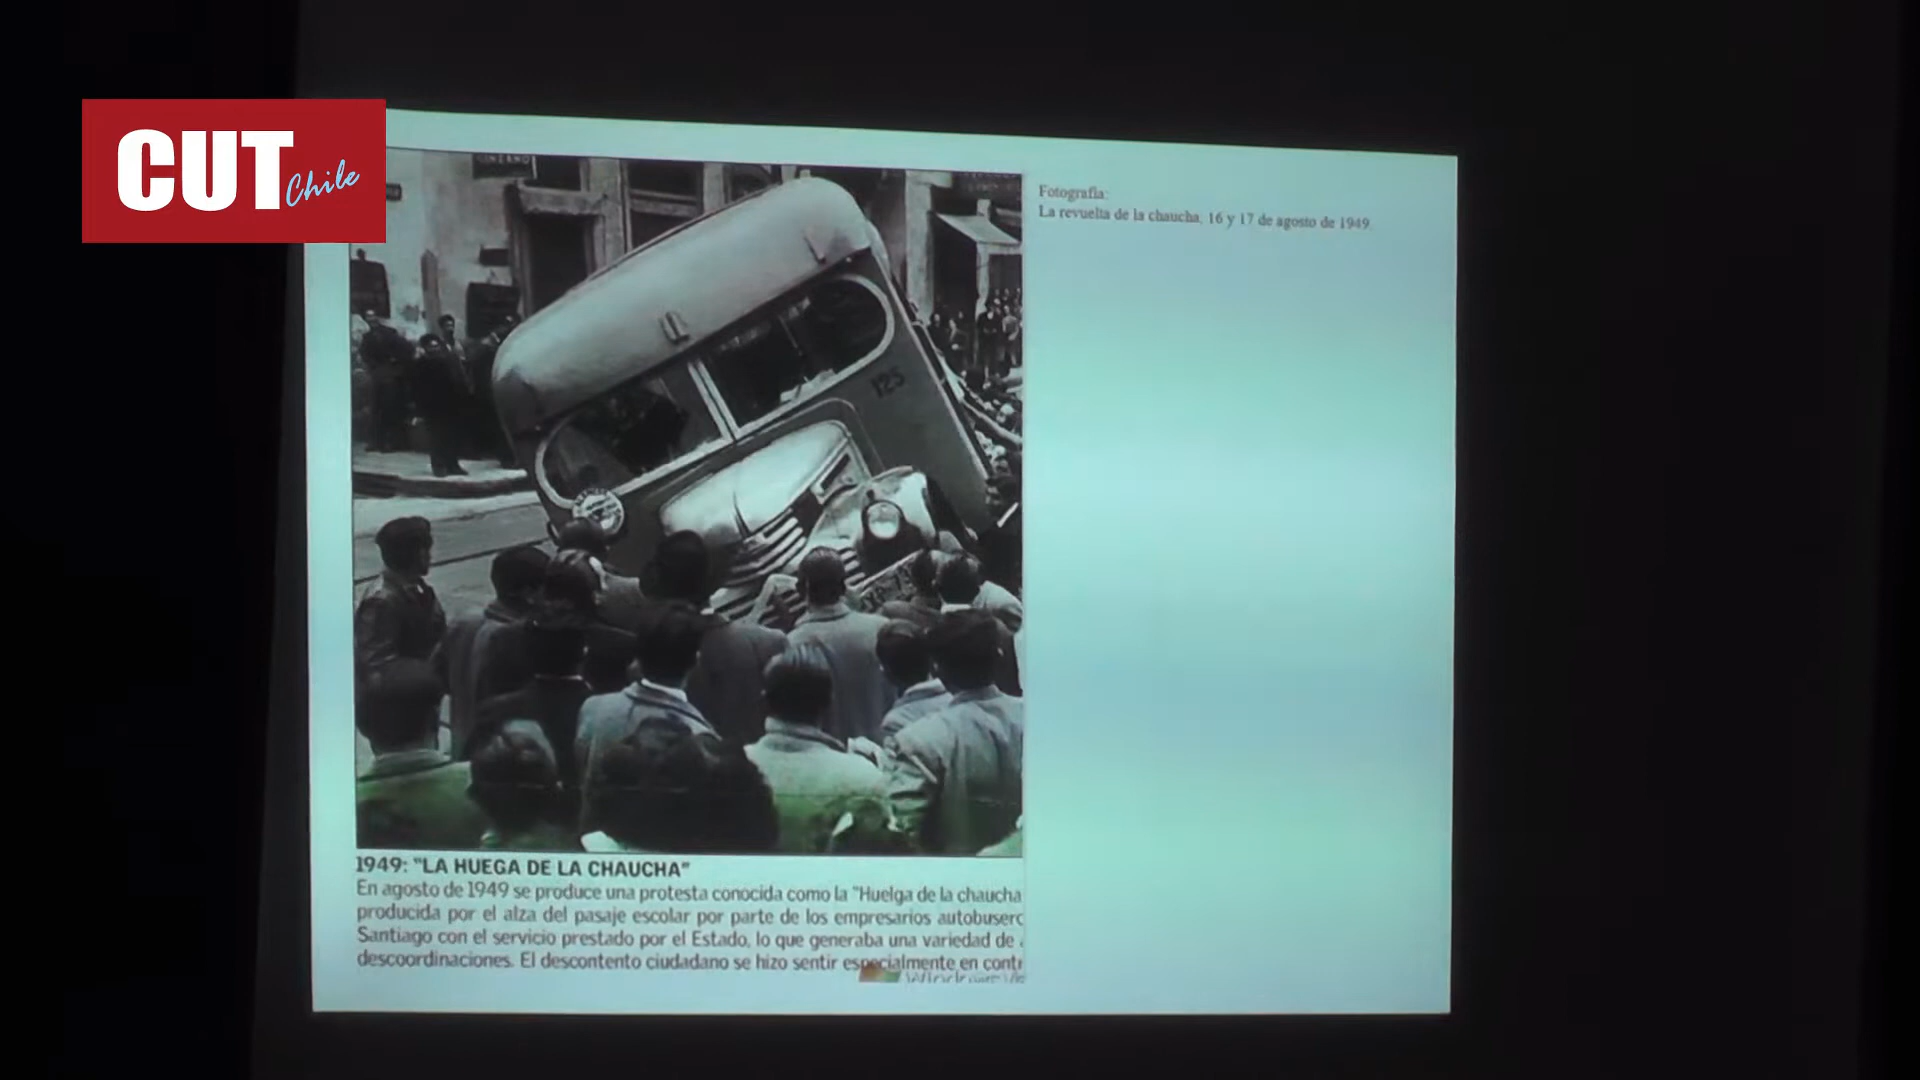 CUT
Chile
Fotografía:
La revuelta de la chaucha, 16 y 17 de agosto de 1949.
125
1949: "LA HUEGA DE LA CHAUCHA"
En agosto de 1949 se produce una protesta conocida como la "Huelga de la chaucha
producida por el alza del pasaje escolar por parte de los empresarios autobuserc
Santiago con el servicio prestado por el Estado, lo que generaba una variedad de
descoordinaciones. El descontento ciudadano se hizo sentir especialmente en contr